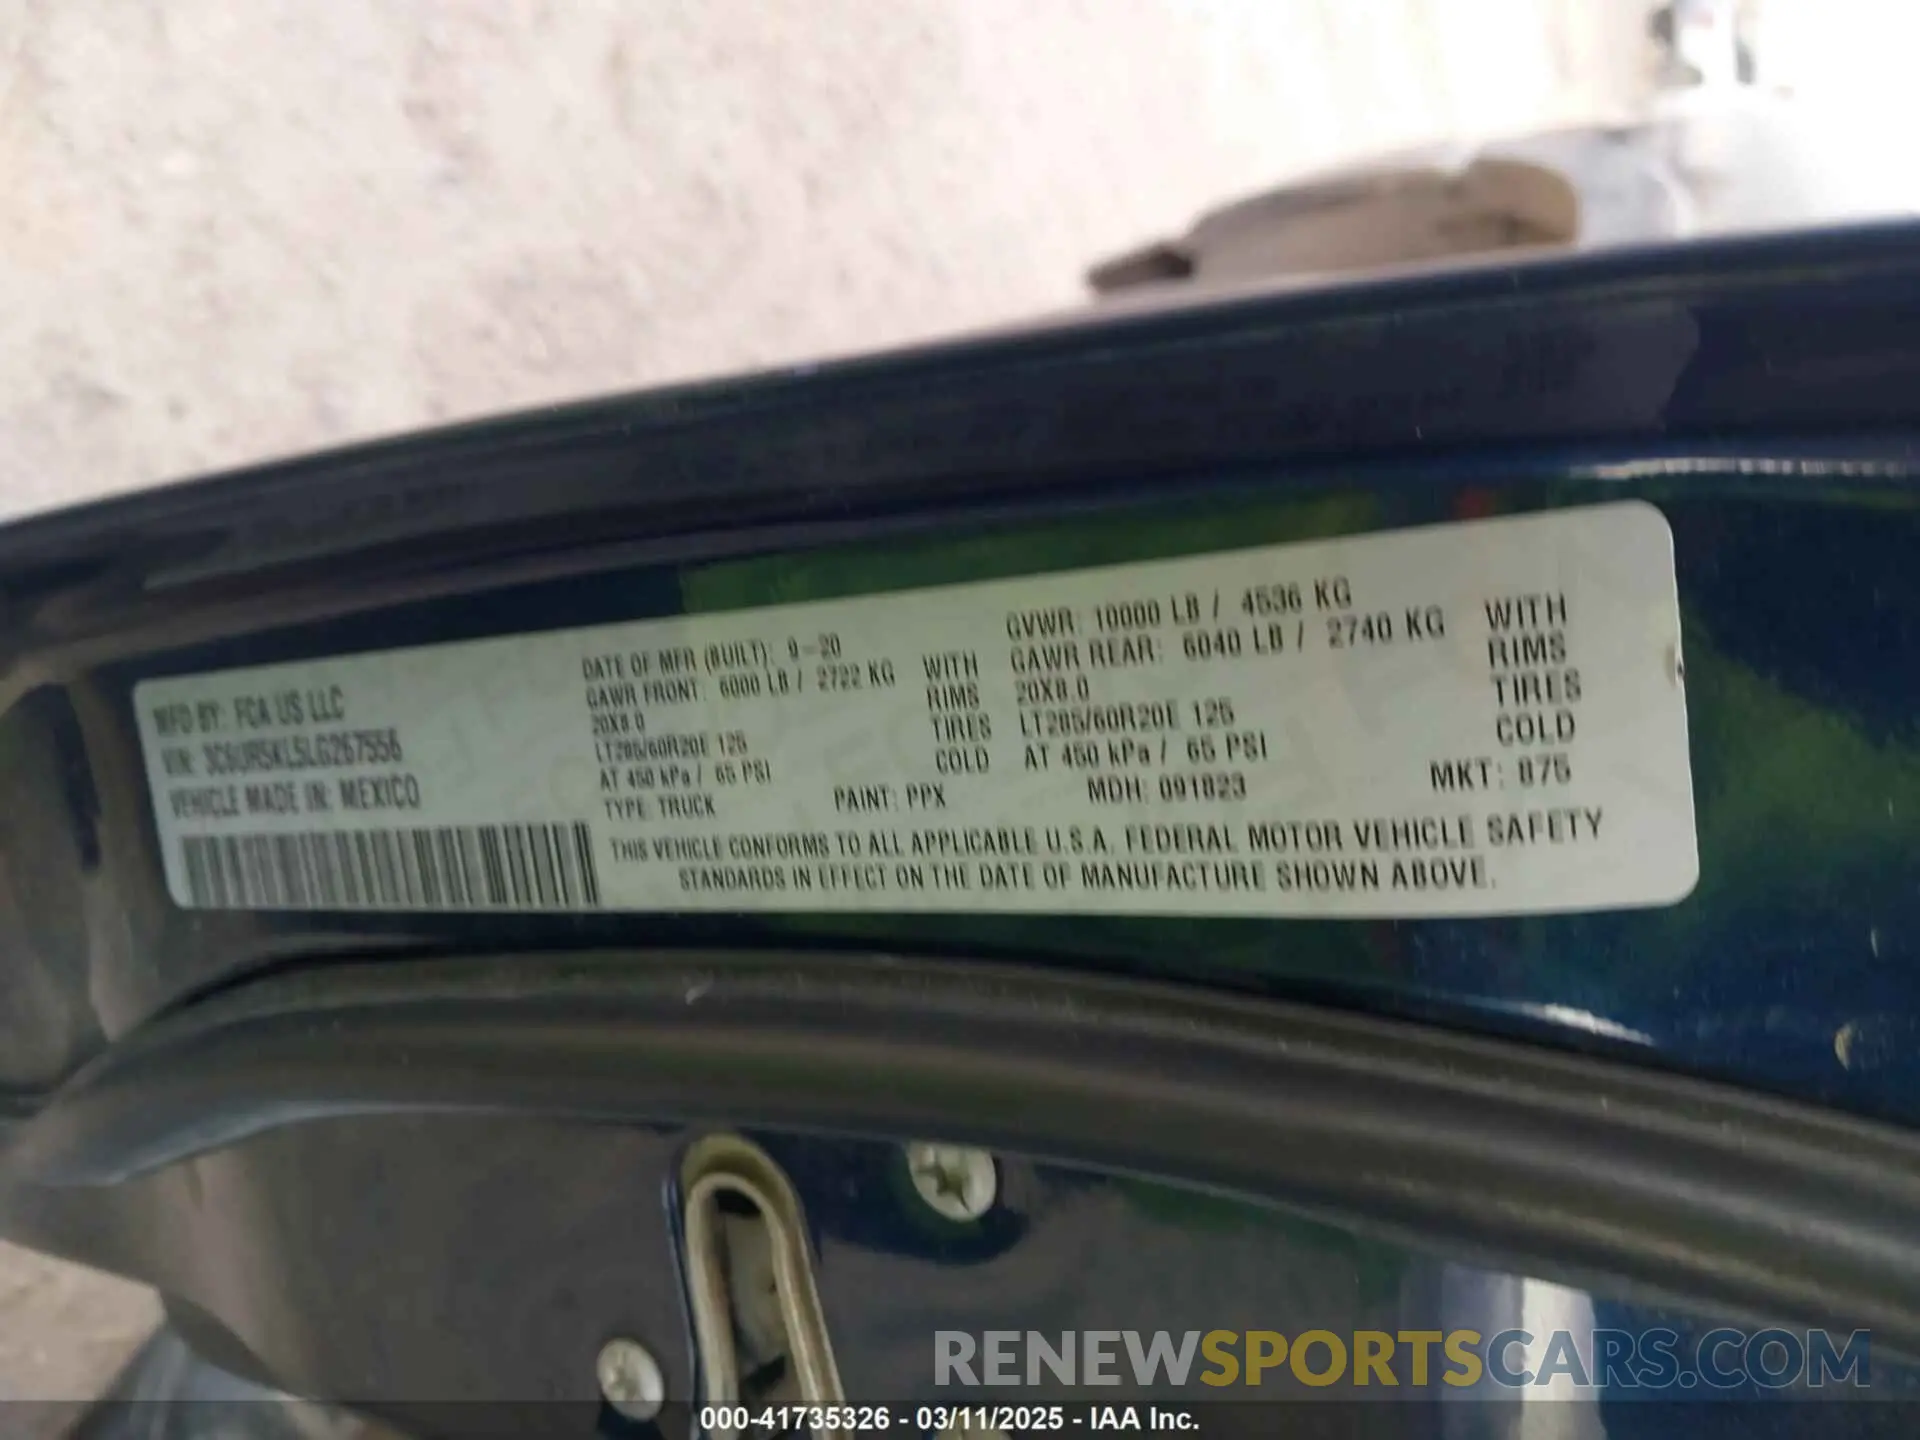 MFD BY: FCA US LLC
VIN: 3C6UR5KL5LG267556
VEHICLE MADE IN: MEXICO
DATE OF MFR (BUILT): 9-20
GAWR FRONT: 6000 LB / 2722 KG WITH
20X8.0 RIMS
LT285/60R20E 125 TIRES
AT 450 kPa / 65 PSI COLD
TYPE: TRUCK PAINT: PPX
GVWR: 10000 LB / 4536 KG
GAWR REAR: 6040 LB / 2740 KG WITH
20X8.0 RIMS
LT285/60R20E 125 TIRES
AT 450 kPa / 65 PSI COLD
MDH: 091823 MKT: 875
THIS VEHICLE CONFORMS TO ALL APPLICABLE U.S.A. FEDERAL MOTOR VEHICLE SAFETY
STANDARDS IN EFFECT ON THE DATE OF MANUFACTURE SHOWN ABOVE.
RENEWSPORTSCARS.COM
000-41735326 - 03/11/2025 - IAA Inc.